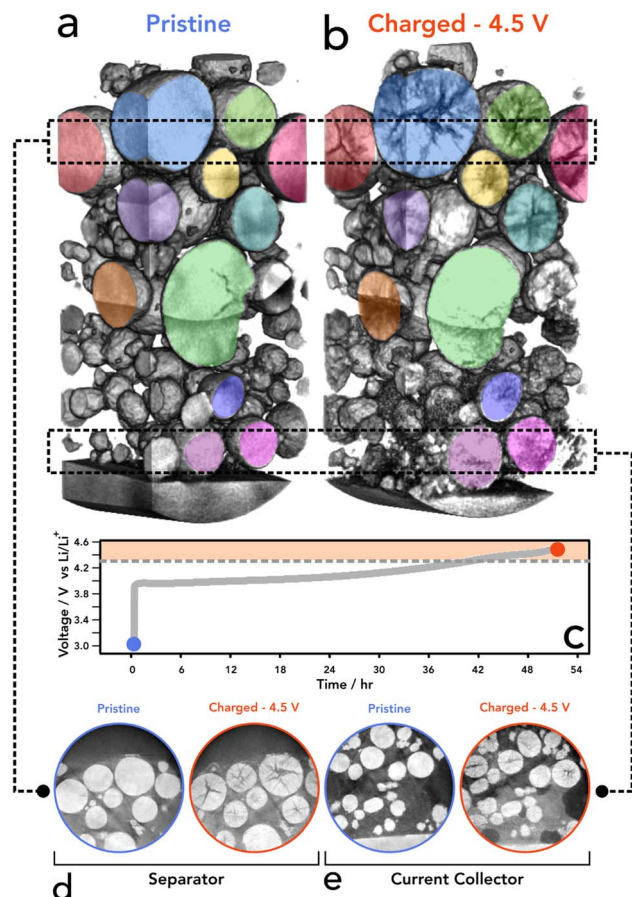 a Pristine
b Charged - 4.5 V
Voltage / V vs Li/Li+
4.6
4.2
3.8
3.4
3.0
C
0 6 12 18 24 30 36 42 48 54
Time / hr
Pristine Charged - 4.5 V Pristine Charged - 4.5 V
d Separator
e Current Collector